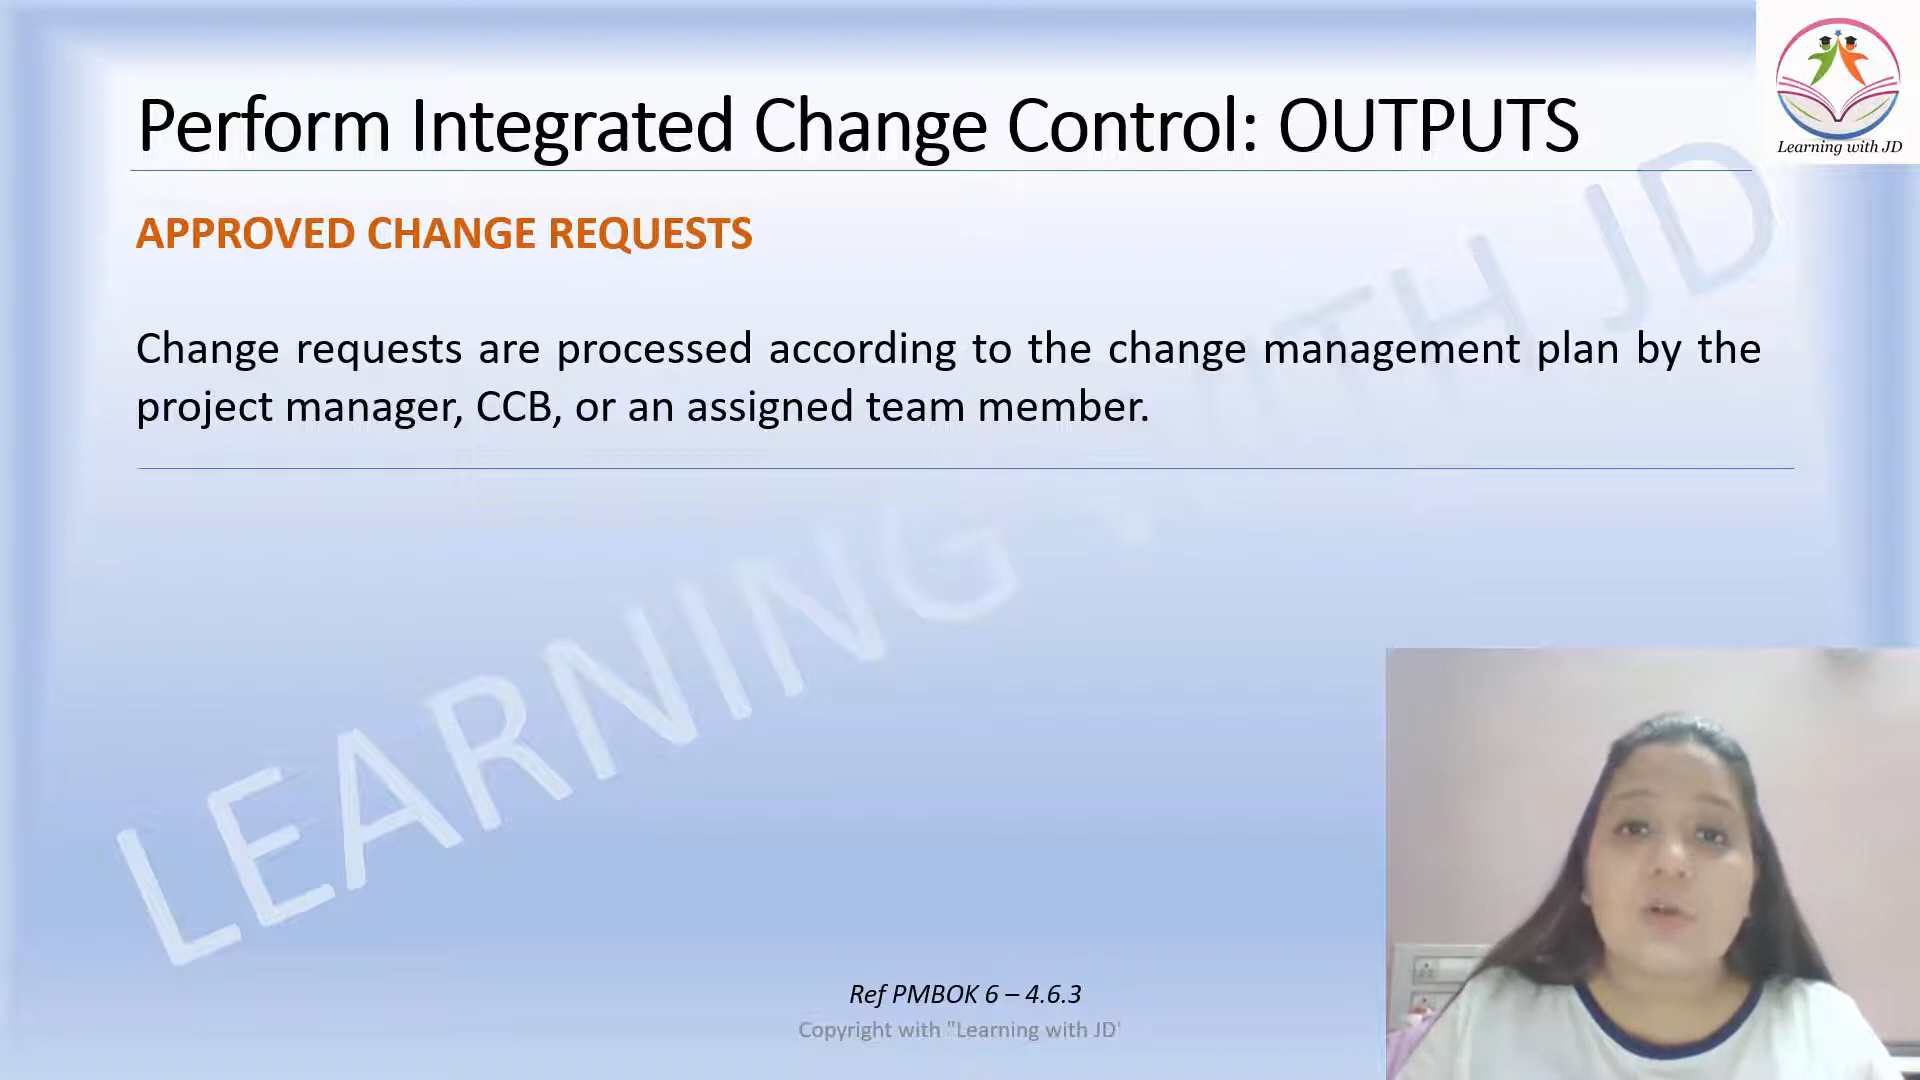 Perform Integrated Change Control: OUTPUTS
Learning with JD
APPROVED CHANGE REQUESTS
Change requests are processed according to the change management plan by the
project manager, CCB, or an assigned team member.
LEARNING WITH JD
Ref PMBOK 6 – 4.6.3
Copyright with "Learning with JD'